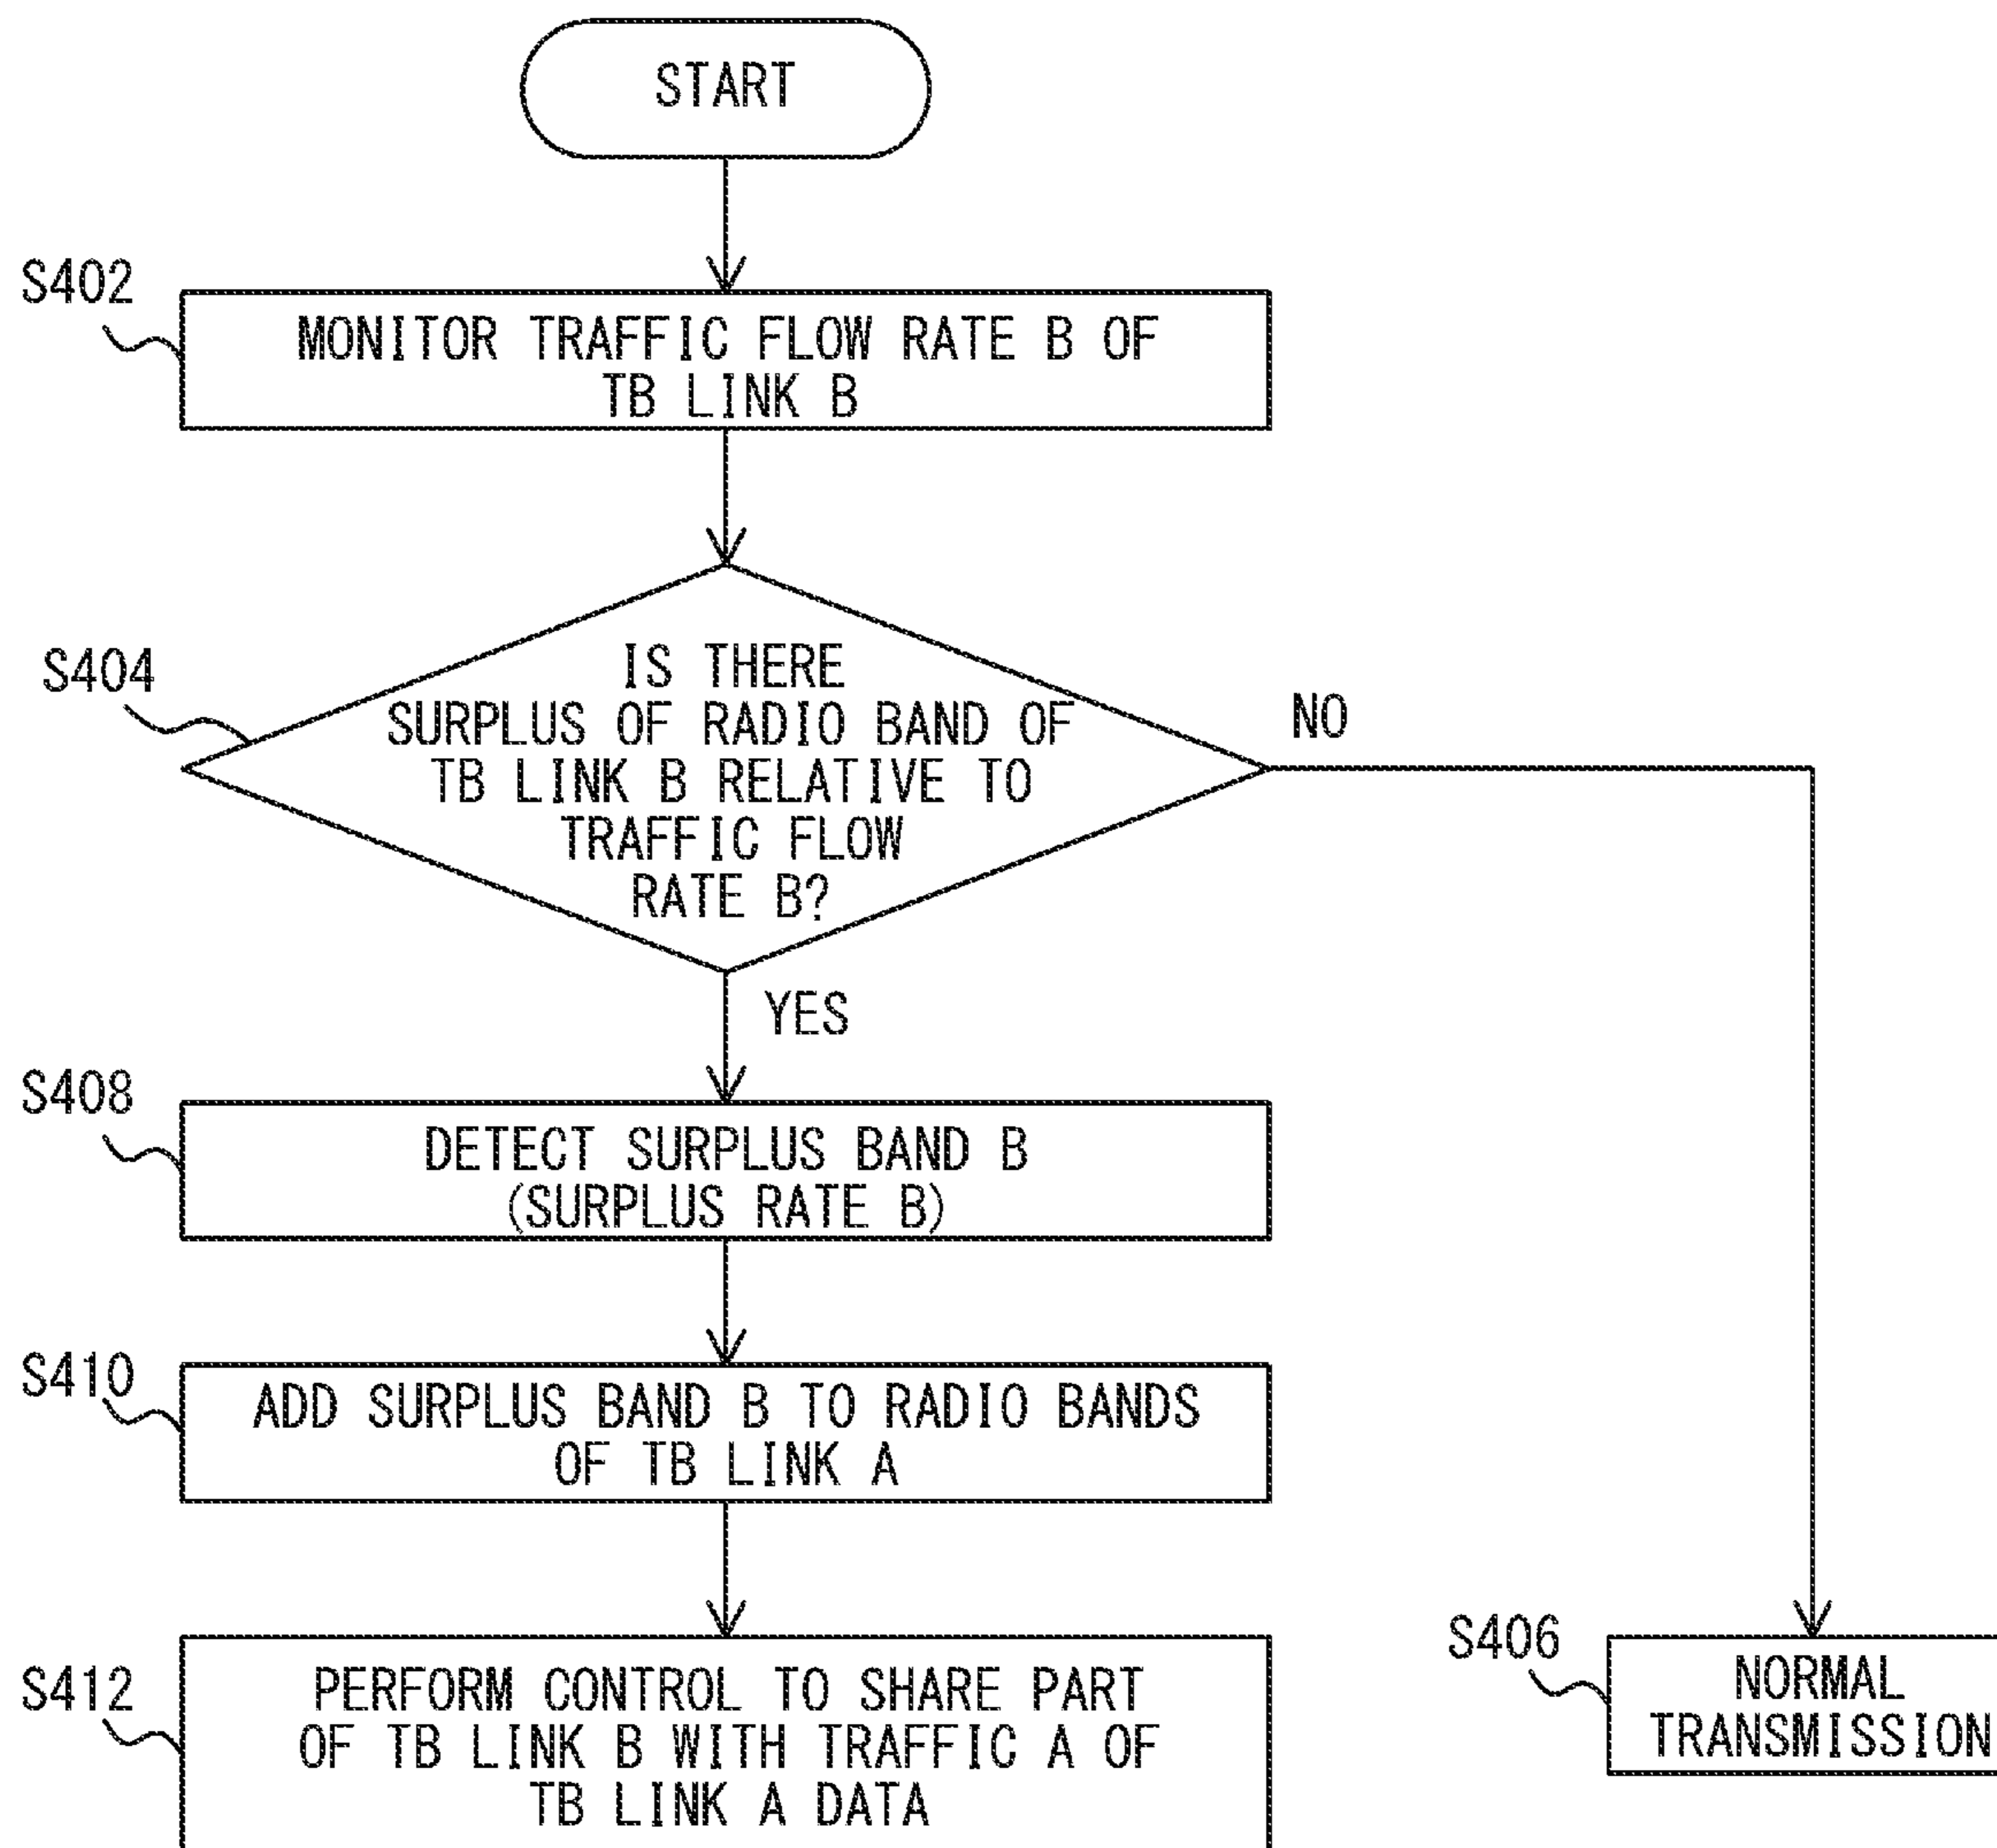 START
S402
MONITOR TRAFFIC FLOW RATE B OF
TB LINK B
S404
IS THERE
SURPLUS OF RADIO BAND OF
TB LINK B RELATIVE TO
TRAFFIC FLOW
RATE B?
NO
YES
S408
DETECT SURPLUS BAND B
(SURPLUS RATE B)
S410
ADD SURPLUS BAND B TO RADIO BANDS
OF TB LINK A
S412
PERFORM CONTROL TO SHARE PART
OF TB LINK B WITH TRAFFIC A OF
TB LINK A DATA
S406
NORMAL
TRANSMISSION